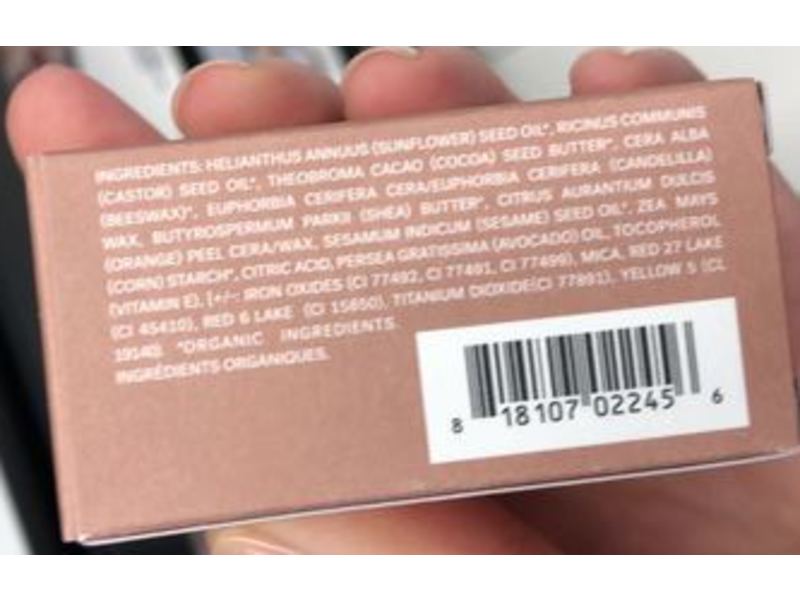 INGREDIENTS: HELIANTHUS ANNUUS (SUNFLOWER) SEED OIL*, RICINUS COMMUNIS
(CASTOR) SEED OIL*, THEOBROMA CACAO (COCOA) SEED BUTTER*, CERA ALBA
(BEESWAX)*, EUPHORBIA CERIFERA CERA/EUPHORBIA CERIFERA (CANDELILLA)
WAX, BUTYROSPERMUM PARKII (SHEA) BUTTER*, CITRUS AURANTIUM DULCIS
(ORANGE) PEEL CERA/WAX, SESAMUM INDICUM (SESAME) SEED OIL*, ZEA MAYS
(CORN) STARCH*, CITRIC ACID, PERSEA GRATISSIMA (AVOCADO) OIL, TOCOPHEROL
(VITAMIN E), [+/-: IRON OXIDES (CI 77492, CI 77491, CI 77499), MICA, RED 27 LAKE
(CI 45410), RED 6 LAKE (CI 15850), TITANIUM DIOXIDE(CI 77891), YELLOW 5 (CI
19140). *ORGANIC INGREDIENTS.
INGRÉDIENTS ORGANIQUES.
8 18107 02245 6